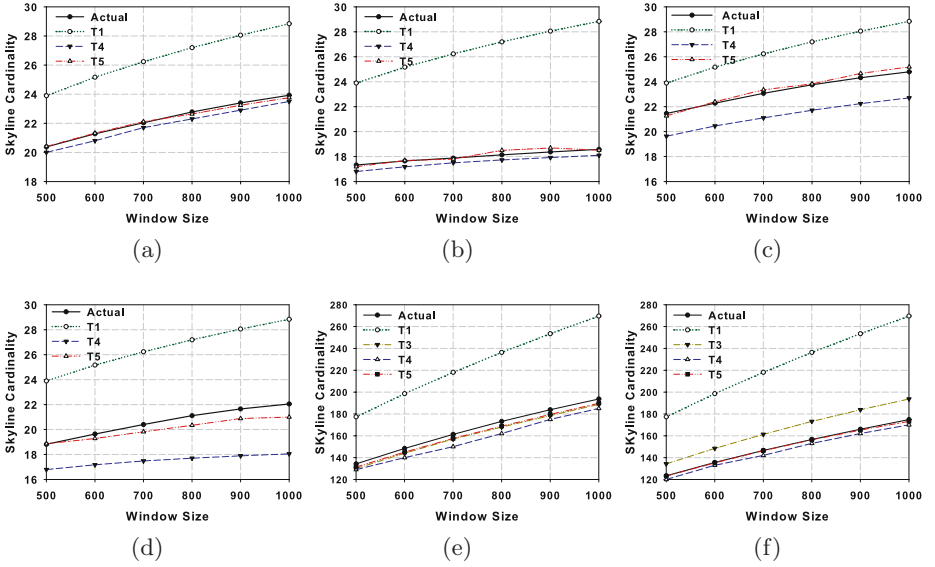 Skyline Cardinality
30
28
26
24
22
20
18
Actual
T1
T4
T5
500 600 700 800 900 1000
Window Size
(a)
Skyline Cardinality
30
28
26
24
22
20
18
16
Actual
T1
T4
T5
500 600 700 800 900 1000
Window Size
(b)
Skyline Cardinality
30
28
26
24
22
20
18
16
Actual
T1
T4
T5
500 600 700 800 900 1000
Window Size
(c)
Skyline Cardinality
30
28
26
24
22
20
18
16
Actual
T1
T4
T5
500 600 700 800 900 1000
Window Size
(d)
SKyline Cardinality
280
260
240
220
200
180
160
140
120
Actual
T1
T3
T4
T5
500 600 700 800 900 1000
Window Size
(e)
SKyline Cardinality
280
260
240
220
200
180
160
140
120
Actual
T1
T3
T4
T5
500 600 700 800 900 1000
Window Size
(f)